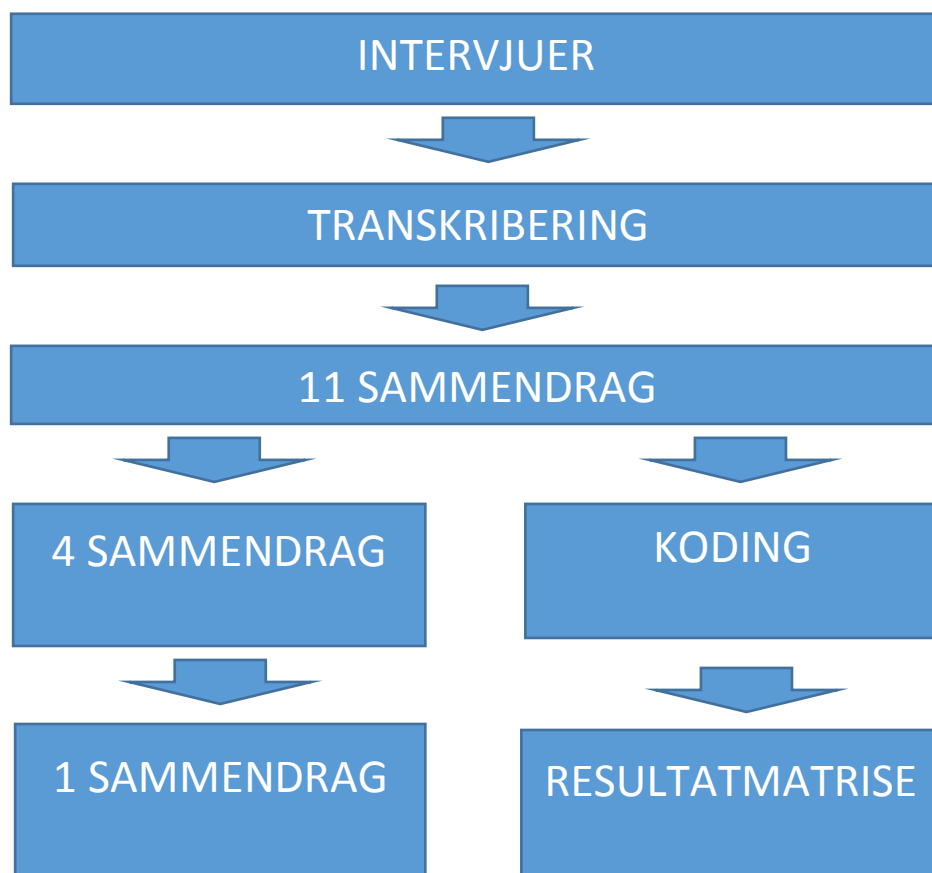 INTERVJUER
TRANSKRIBERING
11 SAMMENDRAG
4 SAMMENDRAG
KODING
1 SAMMENDRAG
RESULTATMATRISE